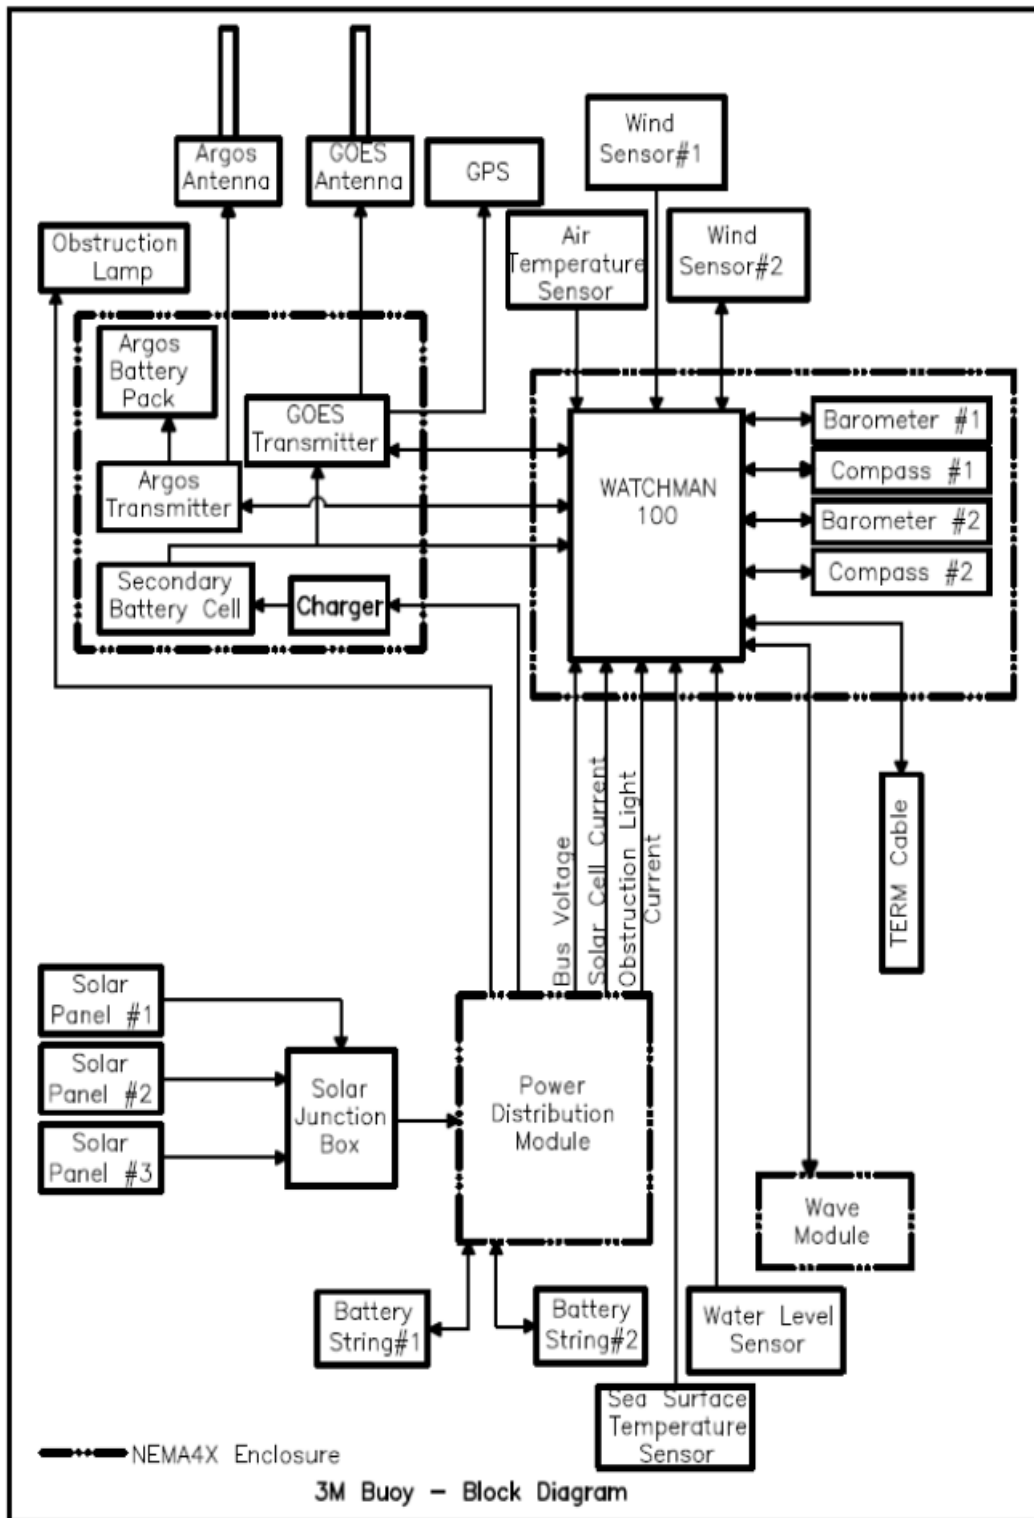 Wind
Sensor#1
Argos
Antenna
GOES
Antenna
GPS
Obstruction
Lamp
Air
Temperature
Sensor
Wind
Sensor#2
Argos
Battery
Pack
GOES
Transmitter
Argos
Transmitter
Secondary
Battery Cell
Charger
WATCHMAN
100
Barometer #1
Compass #1
Barometer #2
Compass #2
Bus Voltage
Solar Cell Current
Obstruction Light
Current
TERM Cable
Solar
Panel #1
Solar
Panel #2
Solar
Panel #3
Solar
Junction
Box
Power
Distribution
Module
Wave
Module
Battery
String#1
Battery
String#2
Water Level
Sensor
Sea Surface
Temperature
Sensor
NEMA4X Enclosure
3M Buoy – Block Diagram